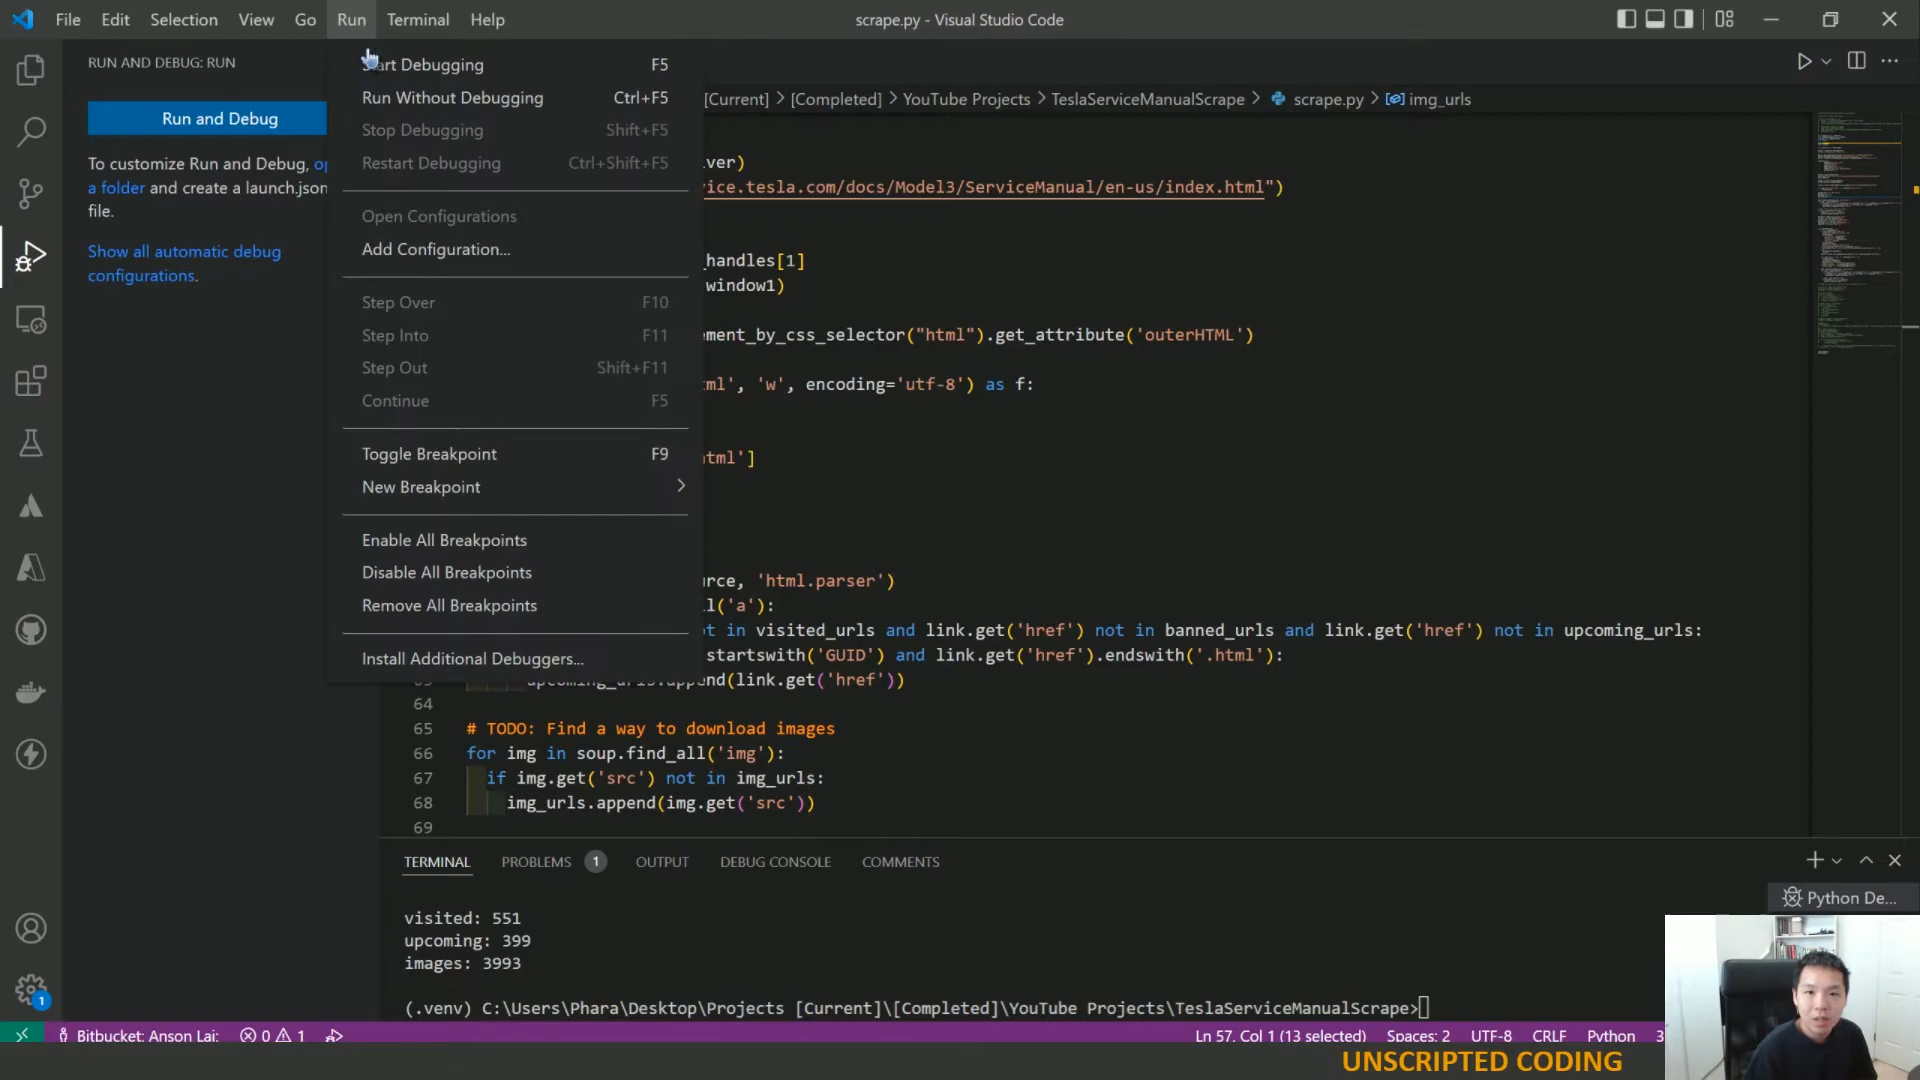 File Edit Selection View Go Run Terminal Help
scrape.py - Visual Studio Code
RUN AND DEBUG: RUN
Run and Debug
To customize Run and Debug,
a folder and create a launch.json
file.
Show all automatic debug
configurations.
Start Debugging F5
Run Without Debugging Ctrl+F5
Stop Debugging Shift+F5
Restart Debugging Ctrl+Shift+F5
Open Configurations
Add Configuration...
Step Over F10
Step Into F11
Step Out Shift+F11
Continue F5
Toggle Breakpoint F9
New Breakpoint
Enable All Breakpoints
Disable All Breakpoints
Remove All Breakpoints
Install Additional Debuggers...
[Current] > [Completed] > YouTube Projects > TeslaServiceManualScrape > scrape.py > img_urls
ver)
ice.tesla.com/docs/Model3/ServiceManual/en-us/index.html")
_handles[1]
window1)
ement_by_css_selector("html").get_attribute('outerHTML')
ml', 'w', encoding='utf-8') as f:
html']
urce, 'html.parser')
l('a'):
t in visited_urls and link.get('href') not in banned_urls and link.get('href') not in upcoming_urls:
startswith('GUID') and link.get('href').endswith('.html'):
63 upcoming_urls.append(link.get('href'))
64
65 # TODO: Find a way to download images
66 for img in soup.find_all('img'):
67 if img.get('src') not in img_urls:
68 img_urls.append(img.get('src'))
69
TERMINAL PROBLEMS 1 OUTPUT DEBUG CONSOLE COMMENTS
Python De...
visited: 551
upcoming: 399
images: 3993
(.venv) C:\Users\Phara\Desktop\Projects [Current]\[Completed]\YouTube Projects\TeslaServiceManualScrape>
1
Bitbucket: Anson Lai: 0 1
Ln 57, Col 1 (13 selected) Spaces: 2 UTF-8 CRLF Python 3
UNSCRIPTED CODING